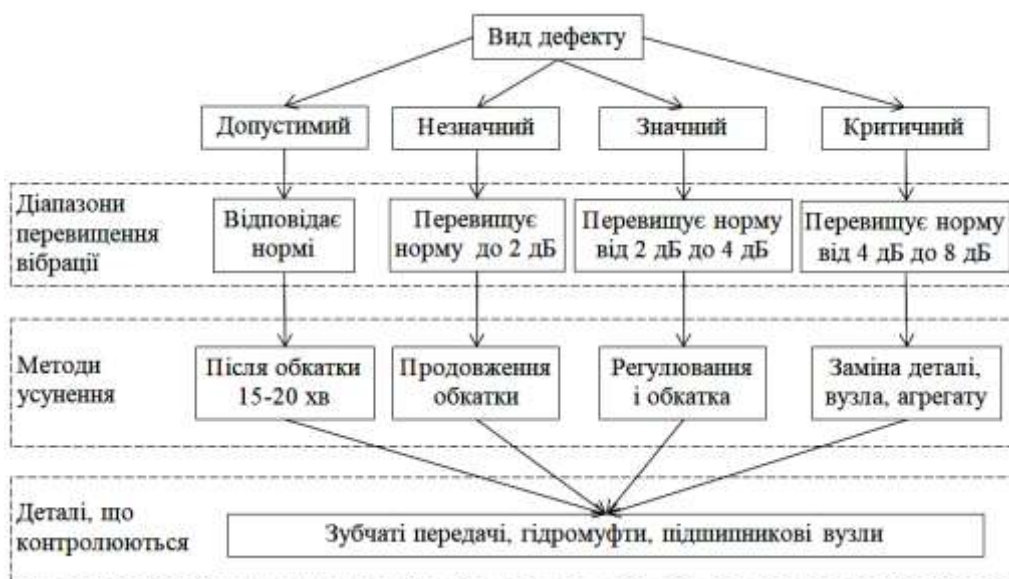 Вид дефекту
Допустимий
Незначний
Значний
Критичний
Діапазони
перевищення
вібрації
Відповідає
нормі
Перевищує
норму до 2 дБ
Перевищує норму
від 2 дБ до 4 дБ
Перевищує норму
від 4 дБ до 8 дБ
Методи
усунення
Після обкатки
15-20 хв
Продовження
обкатки
Регулювання
і обкатка
Заміна деталі,
вузла, агрегату
Деталі, що
контролюються
Зубчаті передачі, гідромуфти, підшипникові вузли